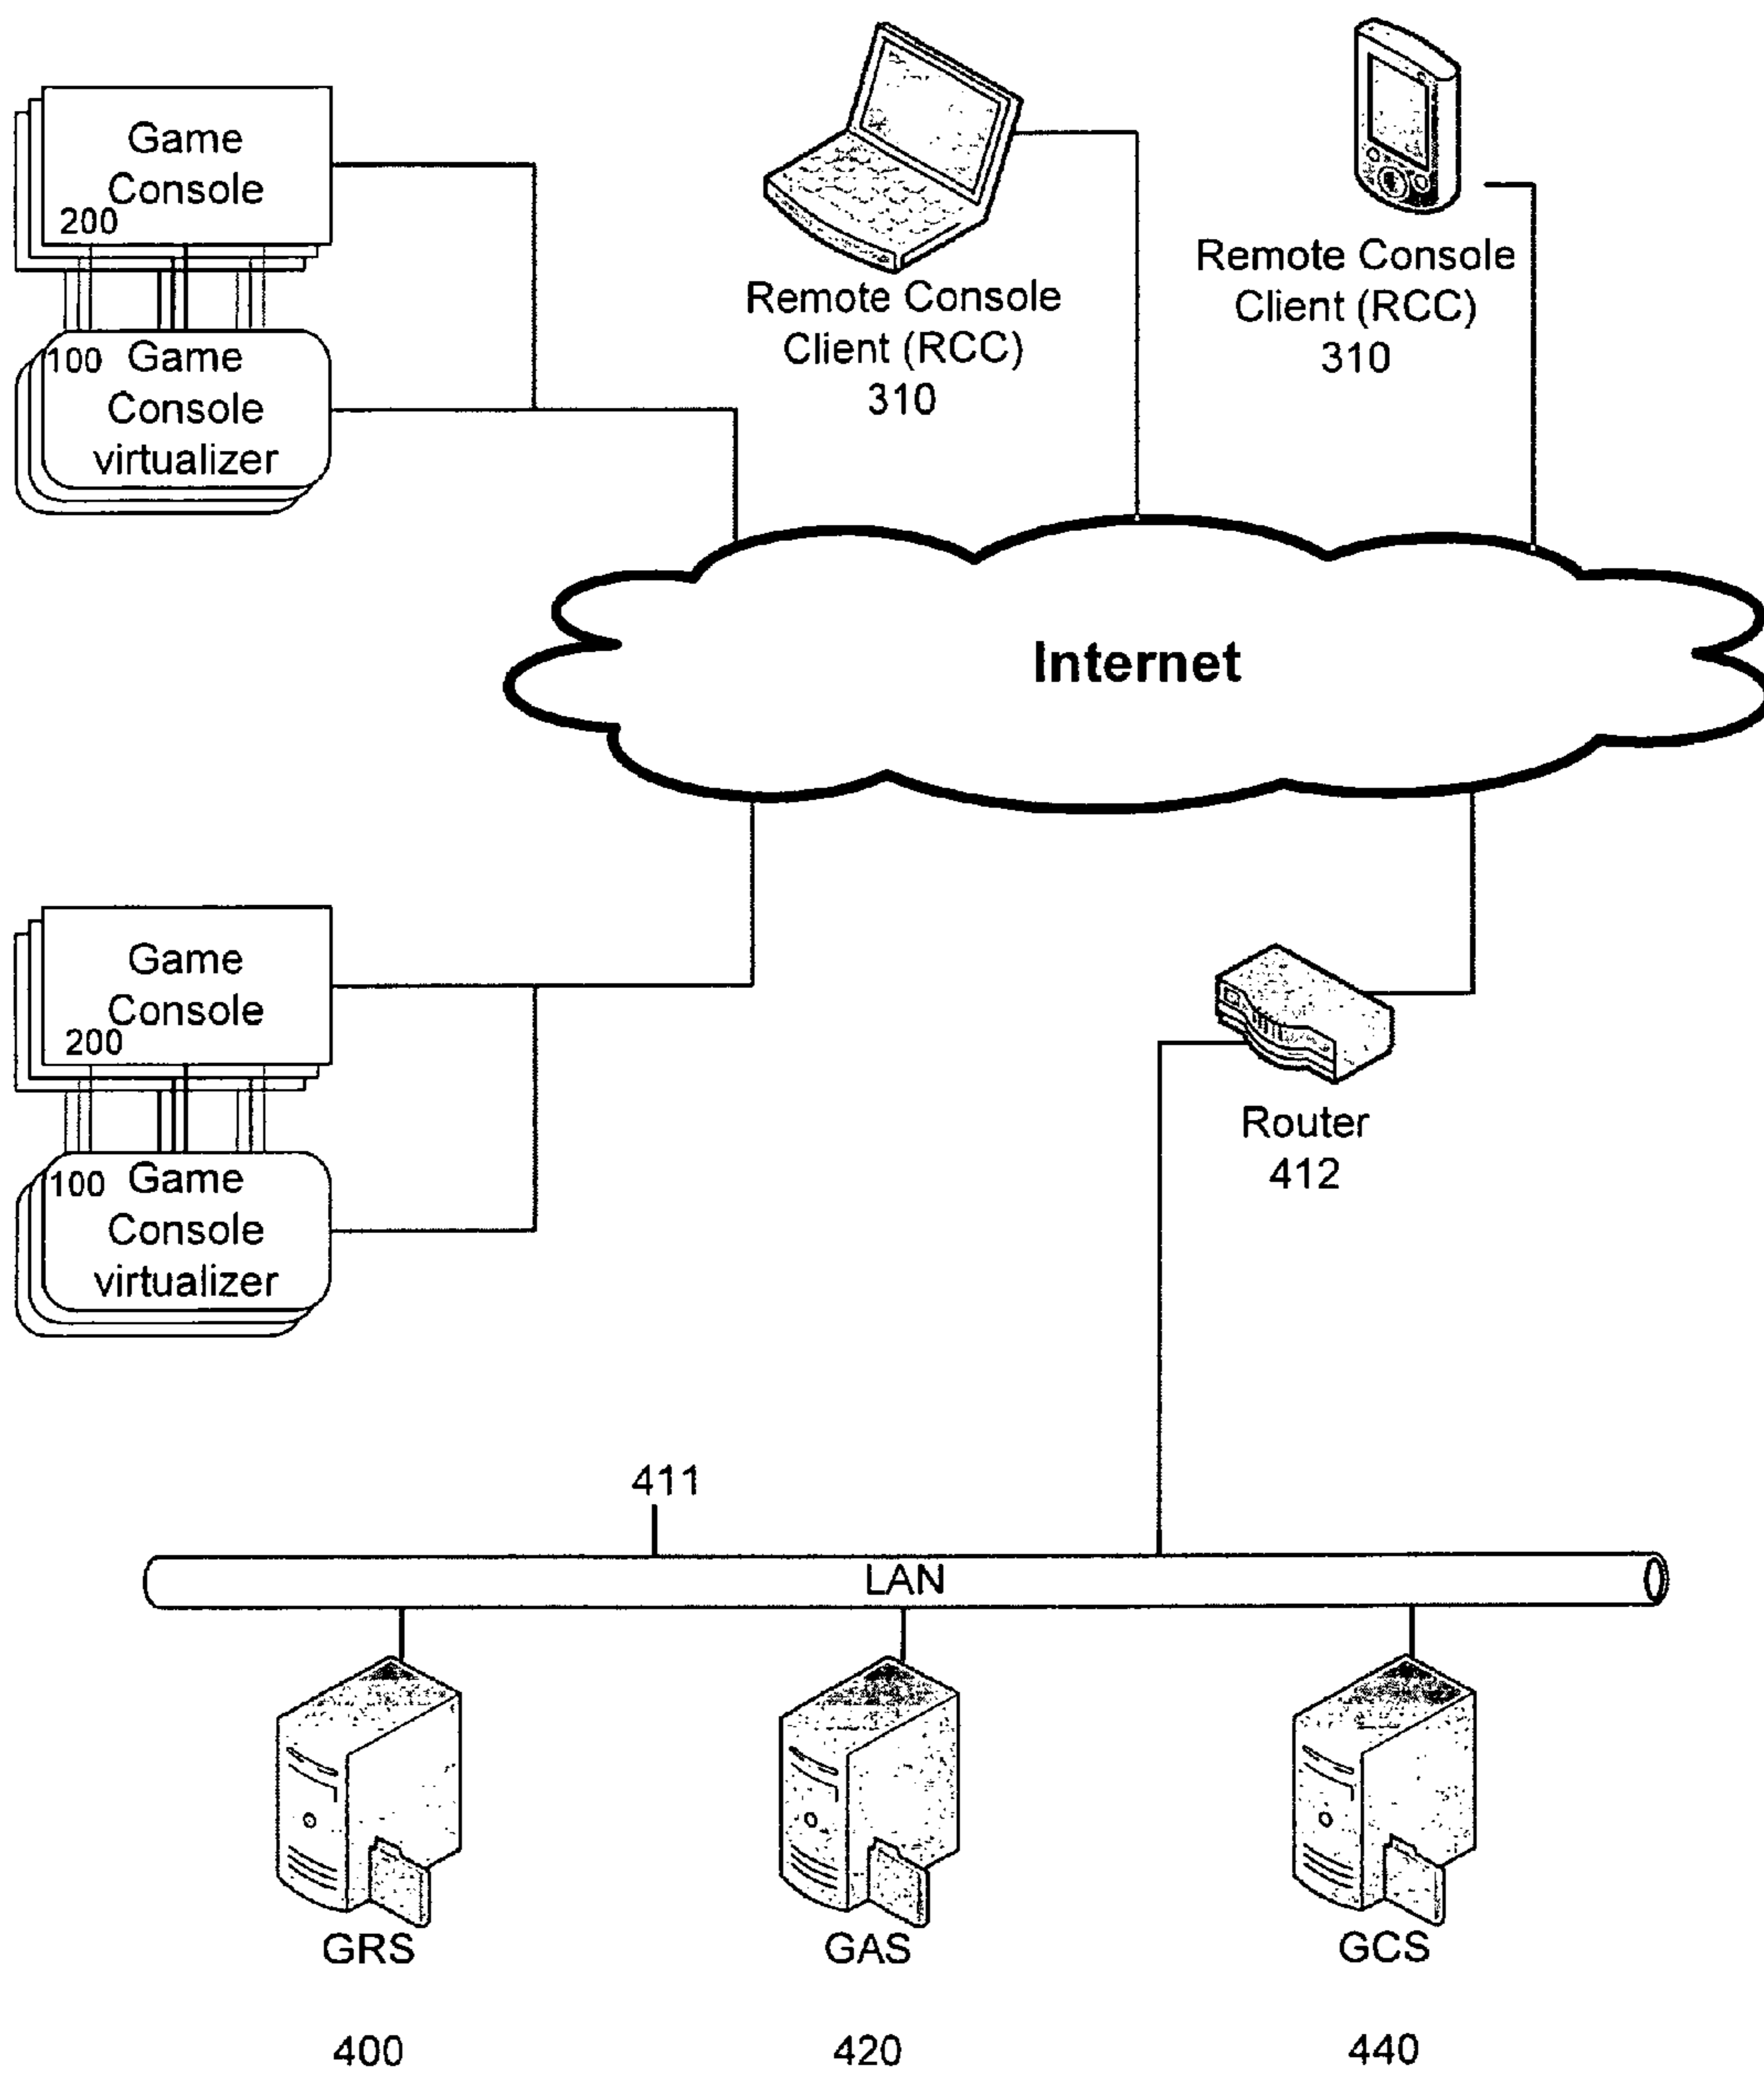 Game
Console
200
100 Game
Console
virtualizer
Remote Console
Client (RCC)
310
Remote Console
Client (RCC)
310
Internet
Game
Console
200
100 Game
Console
virtualizer
Router
412
411
LAN
GRS
GAS
GCS
400
420
440